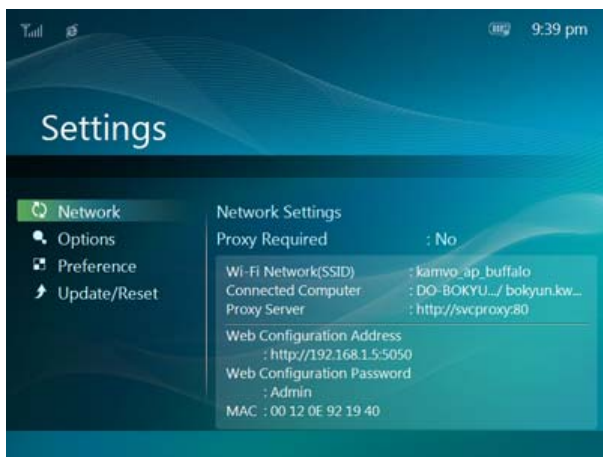 9:39 pm
Settings
Network
Options
Preference
Update/Reset
Network Settings
Proxy Required : No
Wi-Fi Network(SSID) : kamvo_ap_buffalo
Connected Computer : DO-BOKYU.../ bokyun.kw...
Proxy Server : http://svcproxy:80
Web Configuration Address
: http://192.168.1.5:5050
Web Configuration Password
: Admin
MAC : 00 12 0E 92 19 40